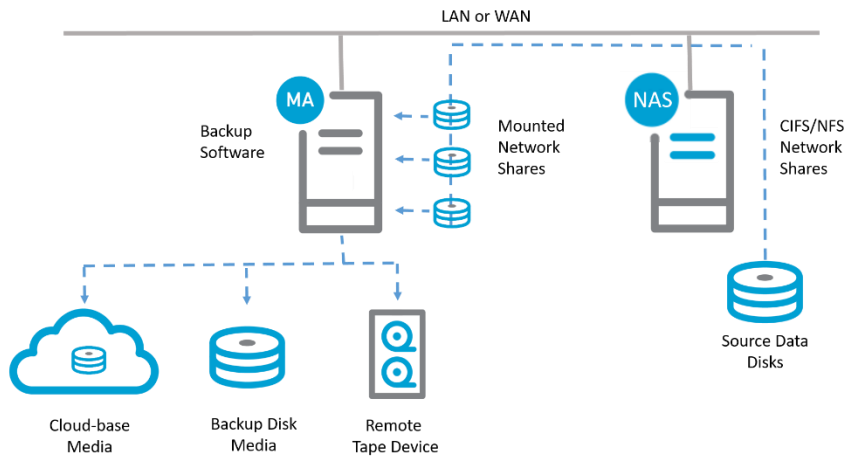 LAN or WAN
MA
Backup
Software
Mounted
Network
Shares
NAS
CIFS/NFS
Network
Shares
Source Data
Disks
Cloud-base
Media
Backup Disk
Media
Remote
Tape Device